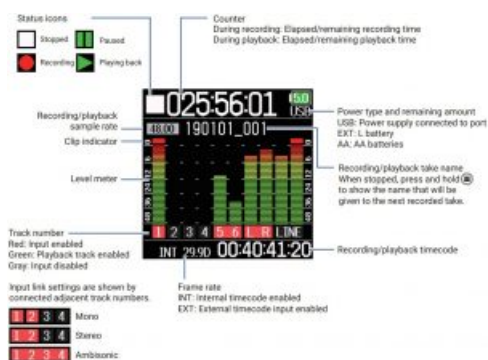 Status icons
Stopped
Paused
Recording
Playing back
Counter
During recording: Elapsed/remaining recording time
During playback: Elapsed/remaining playback time
025:56:01
5.0
USB
Power type and remaining amount
USB: Power supply connected to port
EXT: L battery
AA: AA batteries
Recording/playback
sample rate
48.00
190101_001
Clip indicator
Level meter
Recording/playback take name
When stopped, press and hold
to show the name that will be
given to the next recorded take.
Track number
Red: Input enabled
Green: Playback track enabled
Gray: Input disabled
1 2 3 4 5 6 L R LINE
INT 29.9D 00:40:41:20
Recording/playback timecode
Frame rate
INT: Internal timecode enabled
EXT: External timecode input enabled
Input link settings are shown by
connected adjacent track numbers.
1 2 3 4 Mono
1 2 3 4 Stereo
1 2 3 4 Ambisonic